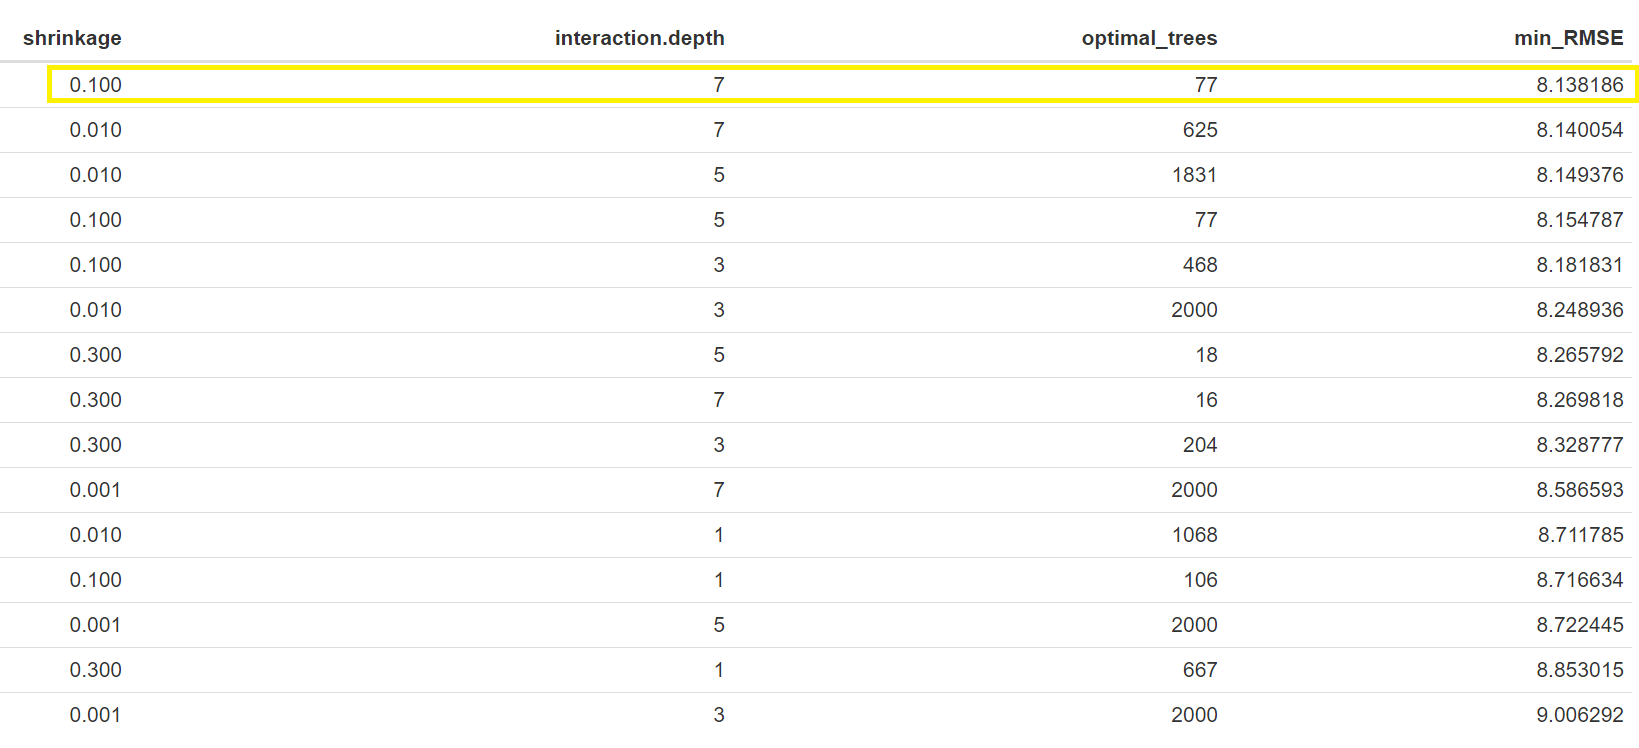 shrinkage interaction.depth optimal_trees min_RMSE
0.100 7 77 8.138186
0.010 7 625 8.140054
0.010 5 1831 8.149376
0.100 5 77 8.154787
0.100 3 468 8.181831
0.010 3 2000 8.248936
0.300 5 18 8.265792
0.300 7 16 8.269818
0.300 3 204 8.328777
0.001 7 2000 8.586593
0.010 1 1068 8.711785
0.100 1 106 8.716634
0.001 5 2000 8.722445
0.300 1 667 8.853015
0.001 3 2000 9.006292